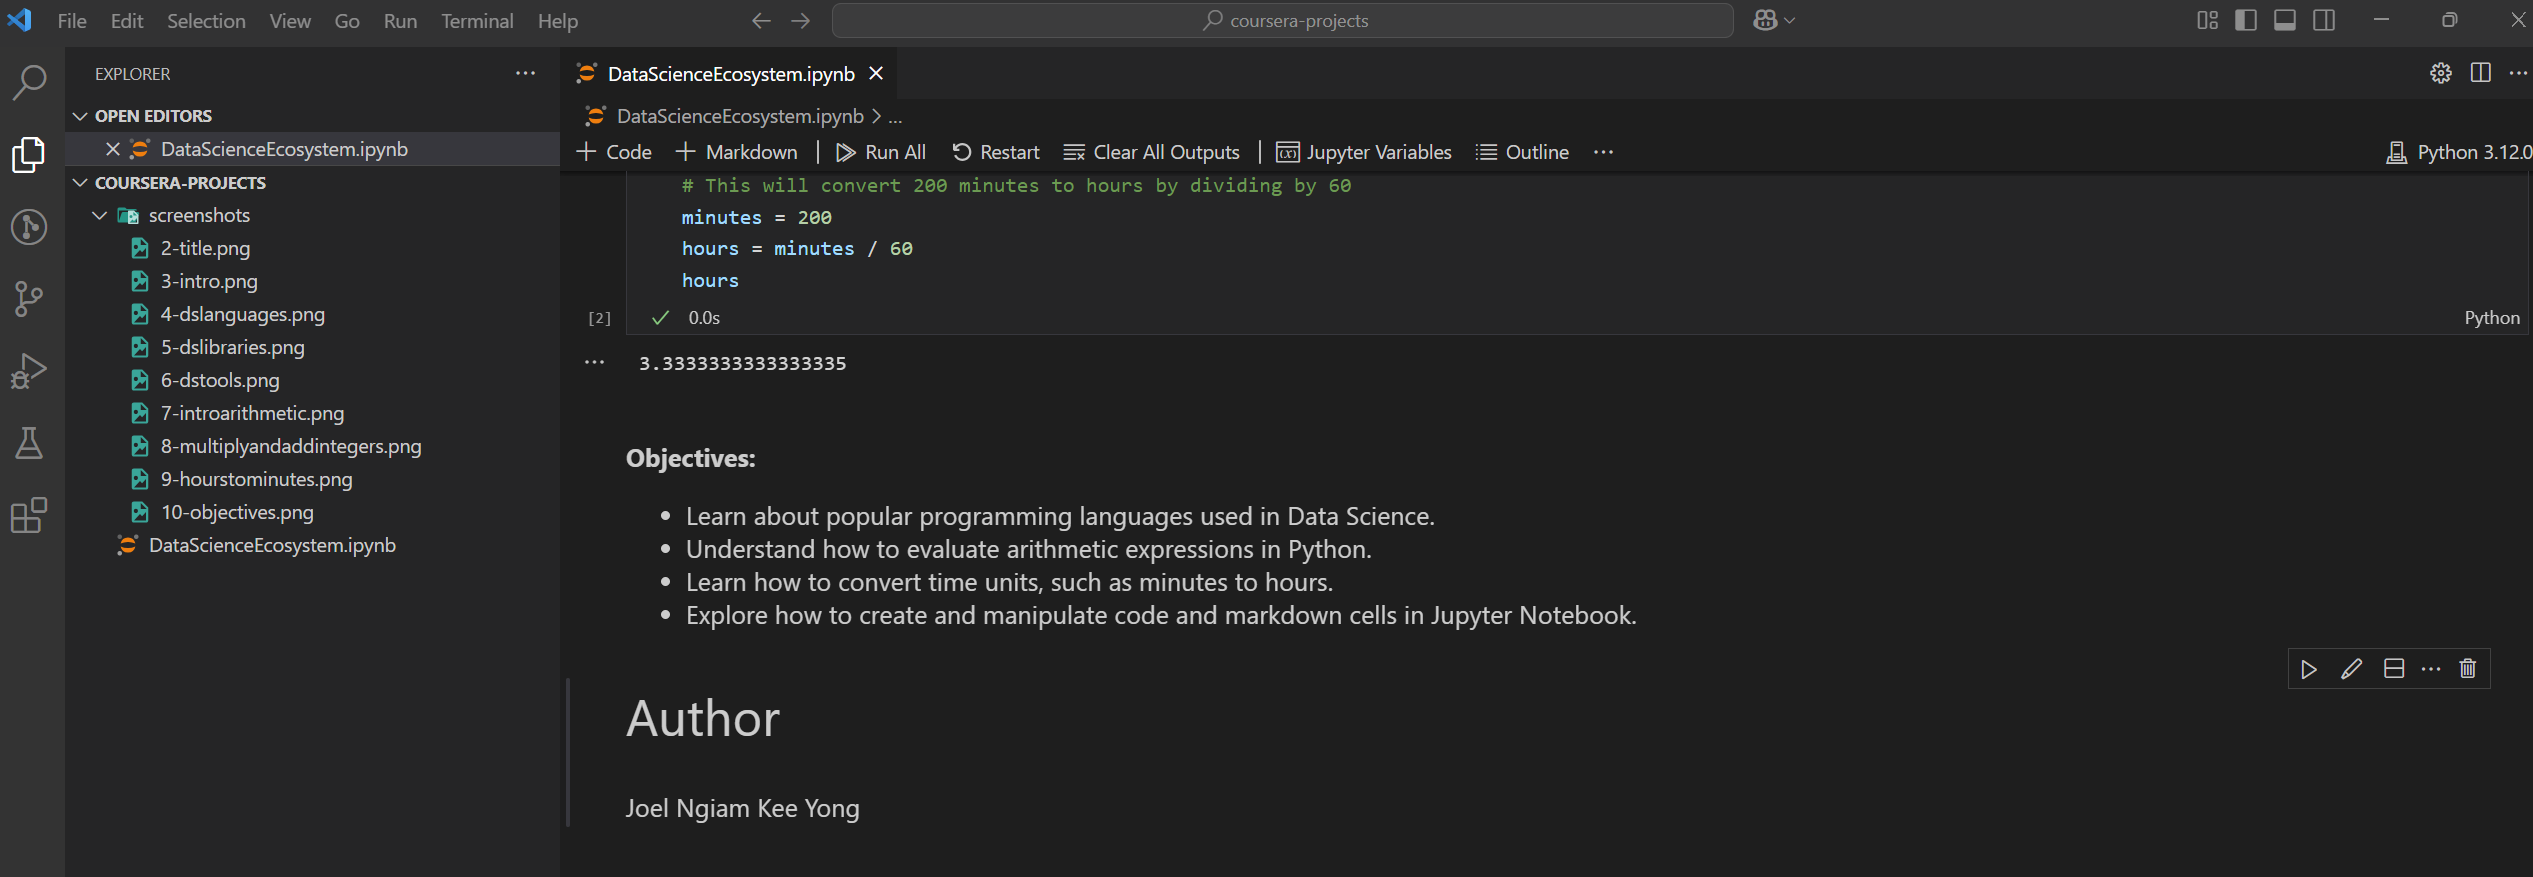 File Edit Selection View Go Run Terminal Help
coursera-projects
EXPLORER
OPEN EDITORS
DataScienceEcosystem.ipynb
COURSERA-PROJECTS
screenshots
2-title.png
3-intro.png
4-dslanguages.png
5-dslibraries.png
6-dstools.png
7-introarithmetic.png
8-multiplyandaddintegers.png
9-hourstominutes.png
10-objectives.png
DataScienceEcosystem.ipynb
DataScienceEcosystem.ipynb
DataScienceEcosystem.ipynb > ...
Code Markdown Run All Restart Clear All Outputs Jupyter Variables Outline ... Python 3.12.0
# This will convert 200 minutes to hours by dividing by 60
minutes = 200
hours = minutes / 60
hours
[2] 0.0s Python
3.3333333333333335
Objectives:
• Learn about popular programming languages used in Data Science.
• Understand how to evaluate arithmetic expressions in Python.
• Learn how to convert time units, such as minutes to hours.
• Explore how to create and manipulate code and markdown cells in Jupyter Notebook.
Author
Joel Ngiam Kee Yong